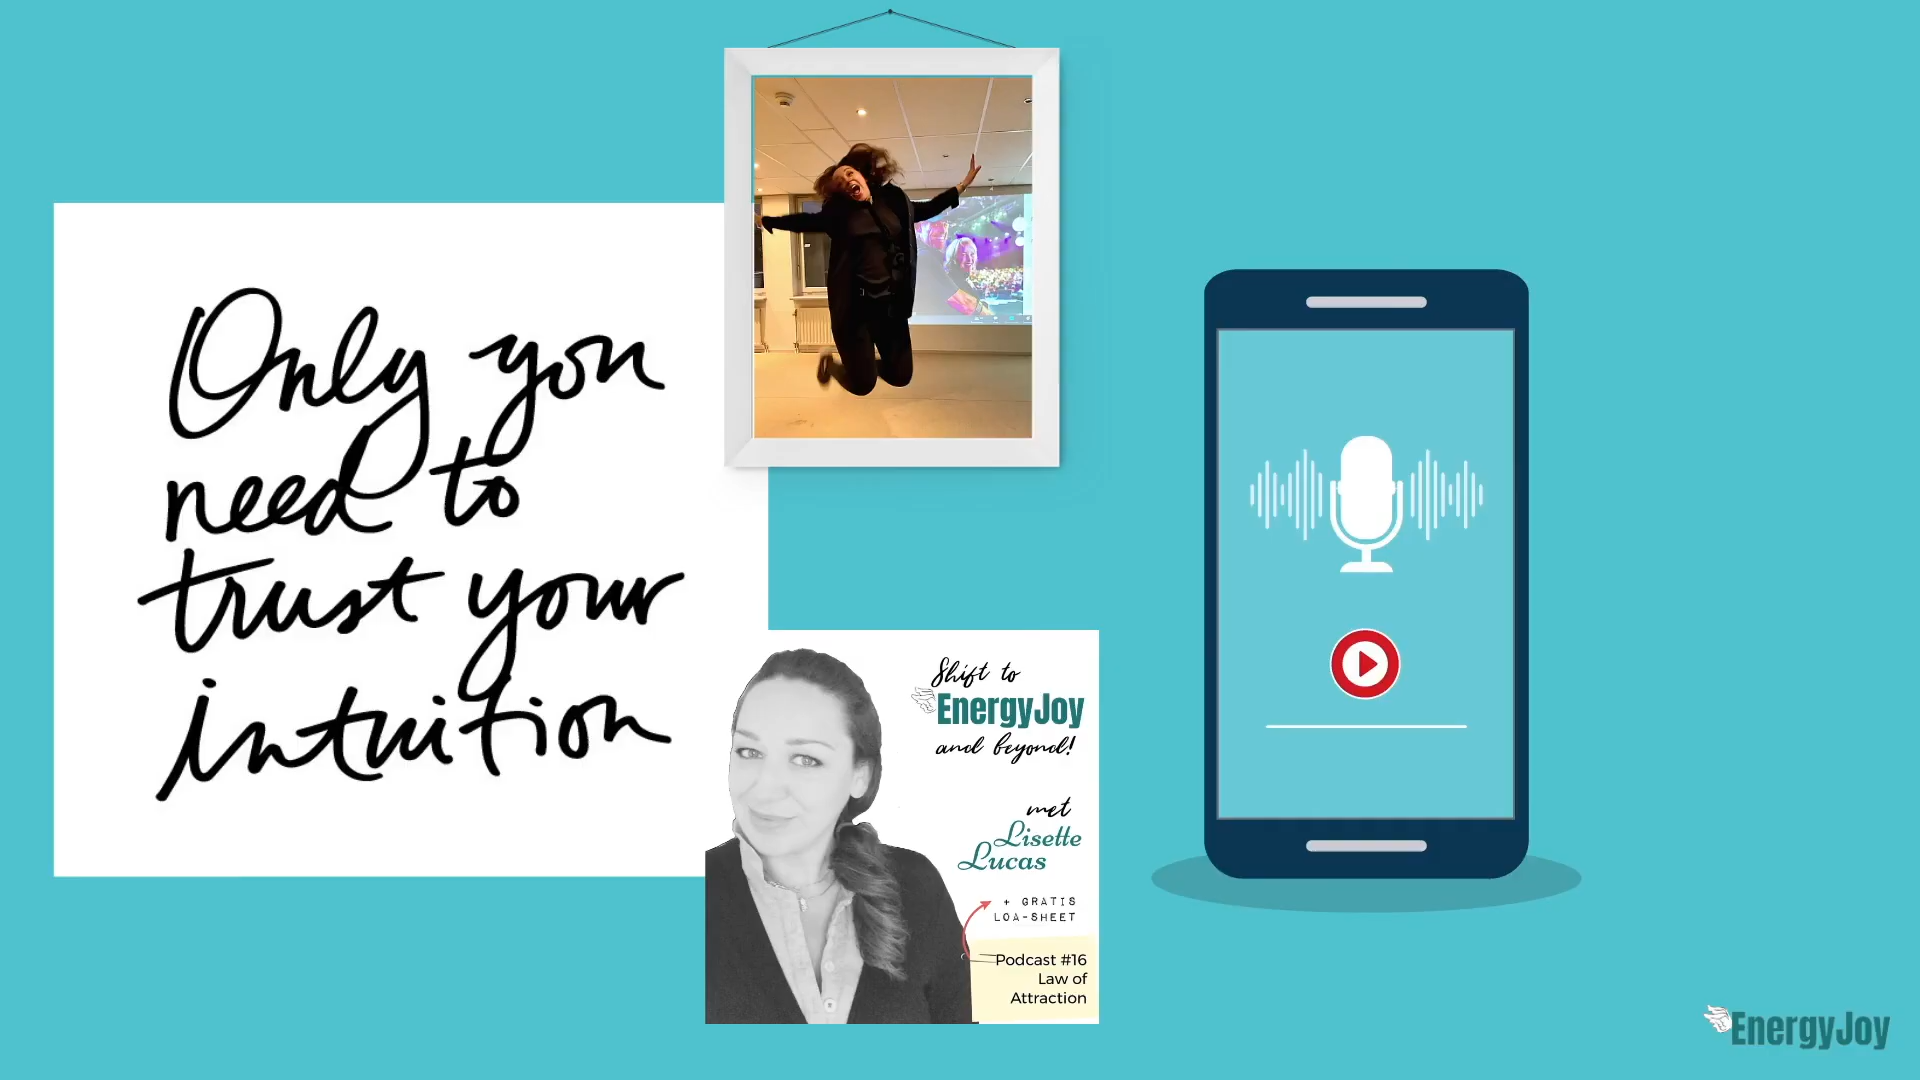 Only you
need to
trust your
intuition
Shift to
EnergyJoy
and beyond!
met
Lisette
Lucas
+ GRATIS
LOA-SHEET
Podcast #16
Law of
Attraction
EnergyJoy